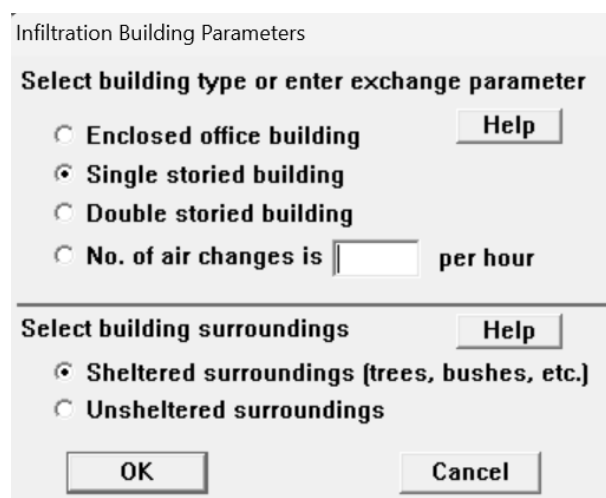 Infiltration Building Parameters
Select building type or enter exchange parameter
Enclosed office building
Help
Single storied building
Double storied building
No. of air changes is per hour
Select building surroundings
Help
Sheltered surroundings (trees, bushes, etc.)
Unsheltered surroundings
OK
Cancel